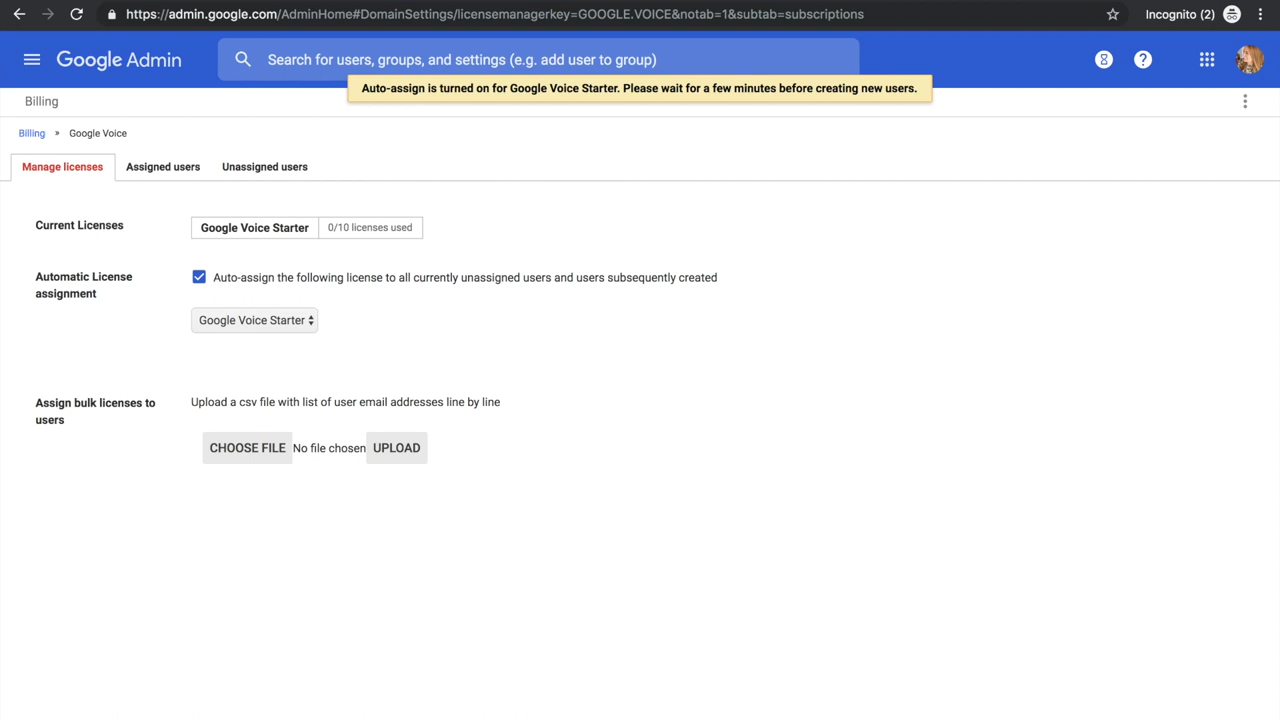 https://admin.google.com/AdminHome#DomainSettings/licensemanagerkey=GOOGLE.VOICE&notab=1&subtab=subscriptions
Incognito (2)
Google Admin
Search for users, groups, and settings (e.g. add user to group)
Auto-assign is turned on for Google Voice Starter. Please wait for a few minutes before creating new users.
Billing
Billing » Google Voice
Manage licenses Assigned users Unassigned users
Current Licenses
Google Voice Starter 0/10 licenses used
Automatic License
assignment
Auto-assign the following license to all currently unassigned users and users subsequently created
Google Voice Starter
Assign bulk licenses to
users
Upload a csv file with list of user email addresses line by line
CHOOSE FILE No file chosen UPLOAD